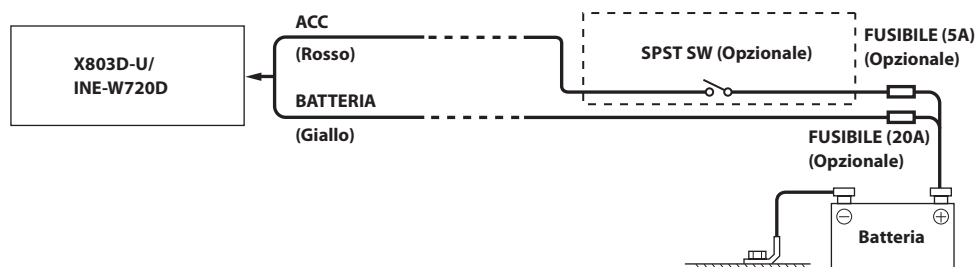 X803D-U/
INE-W720D
ACC
(Rosso)
BATTERIA
(Giallo)
SPST SW (Opzionale)
FUSIBILE (5A)
(Opzionale)
FUSIBILE (20A)
(Opzionale)
Batteria